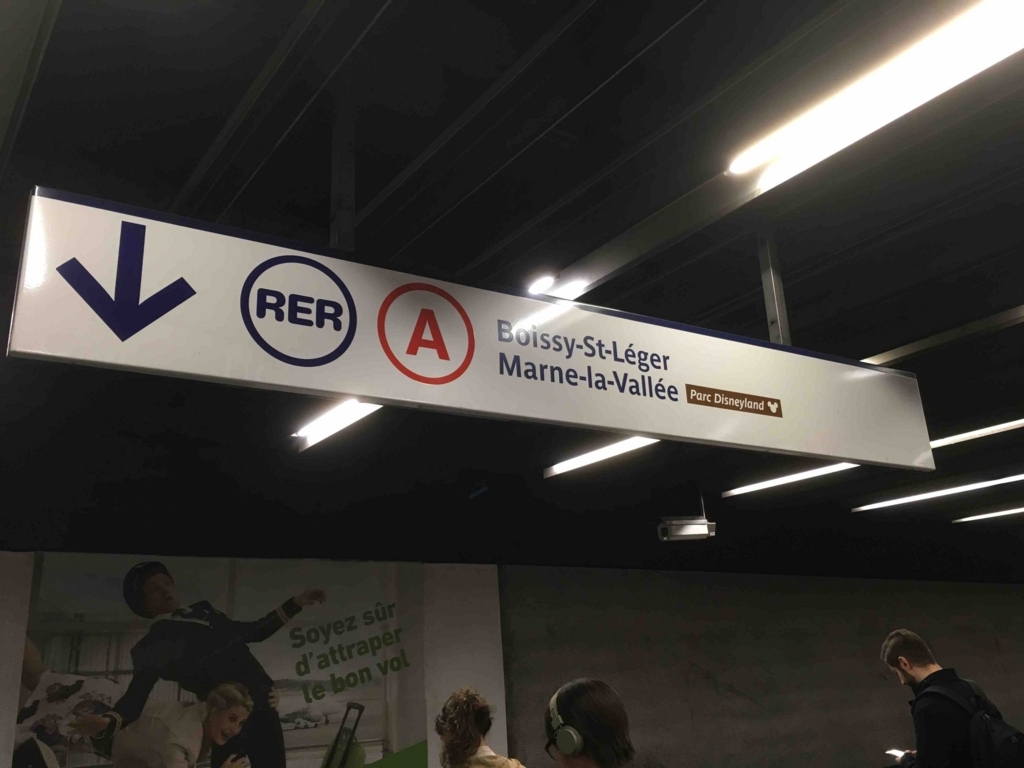 RER
A
Boissy-St-Léger
Marne-la-Vallée
Parc Disneyland
Soyez sûr
d'attraper
le bon vol